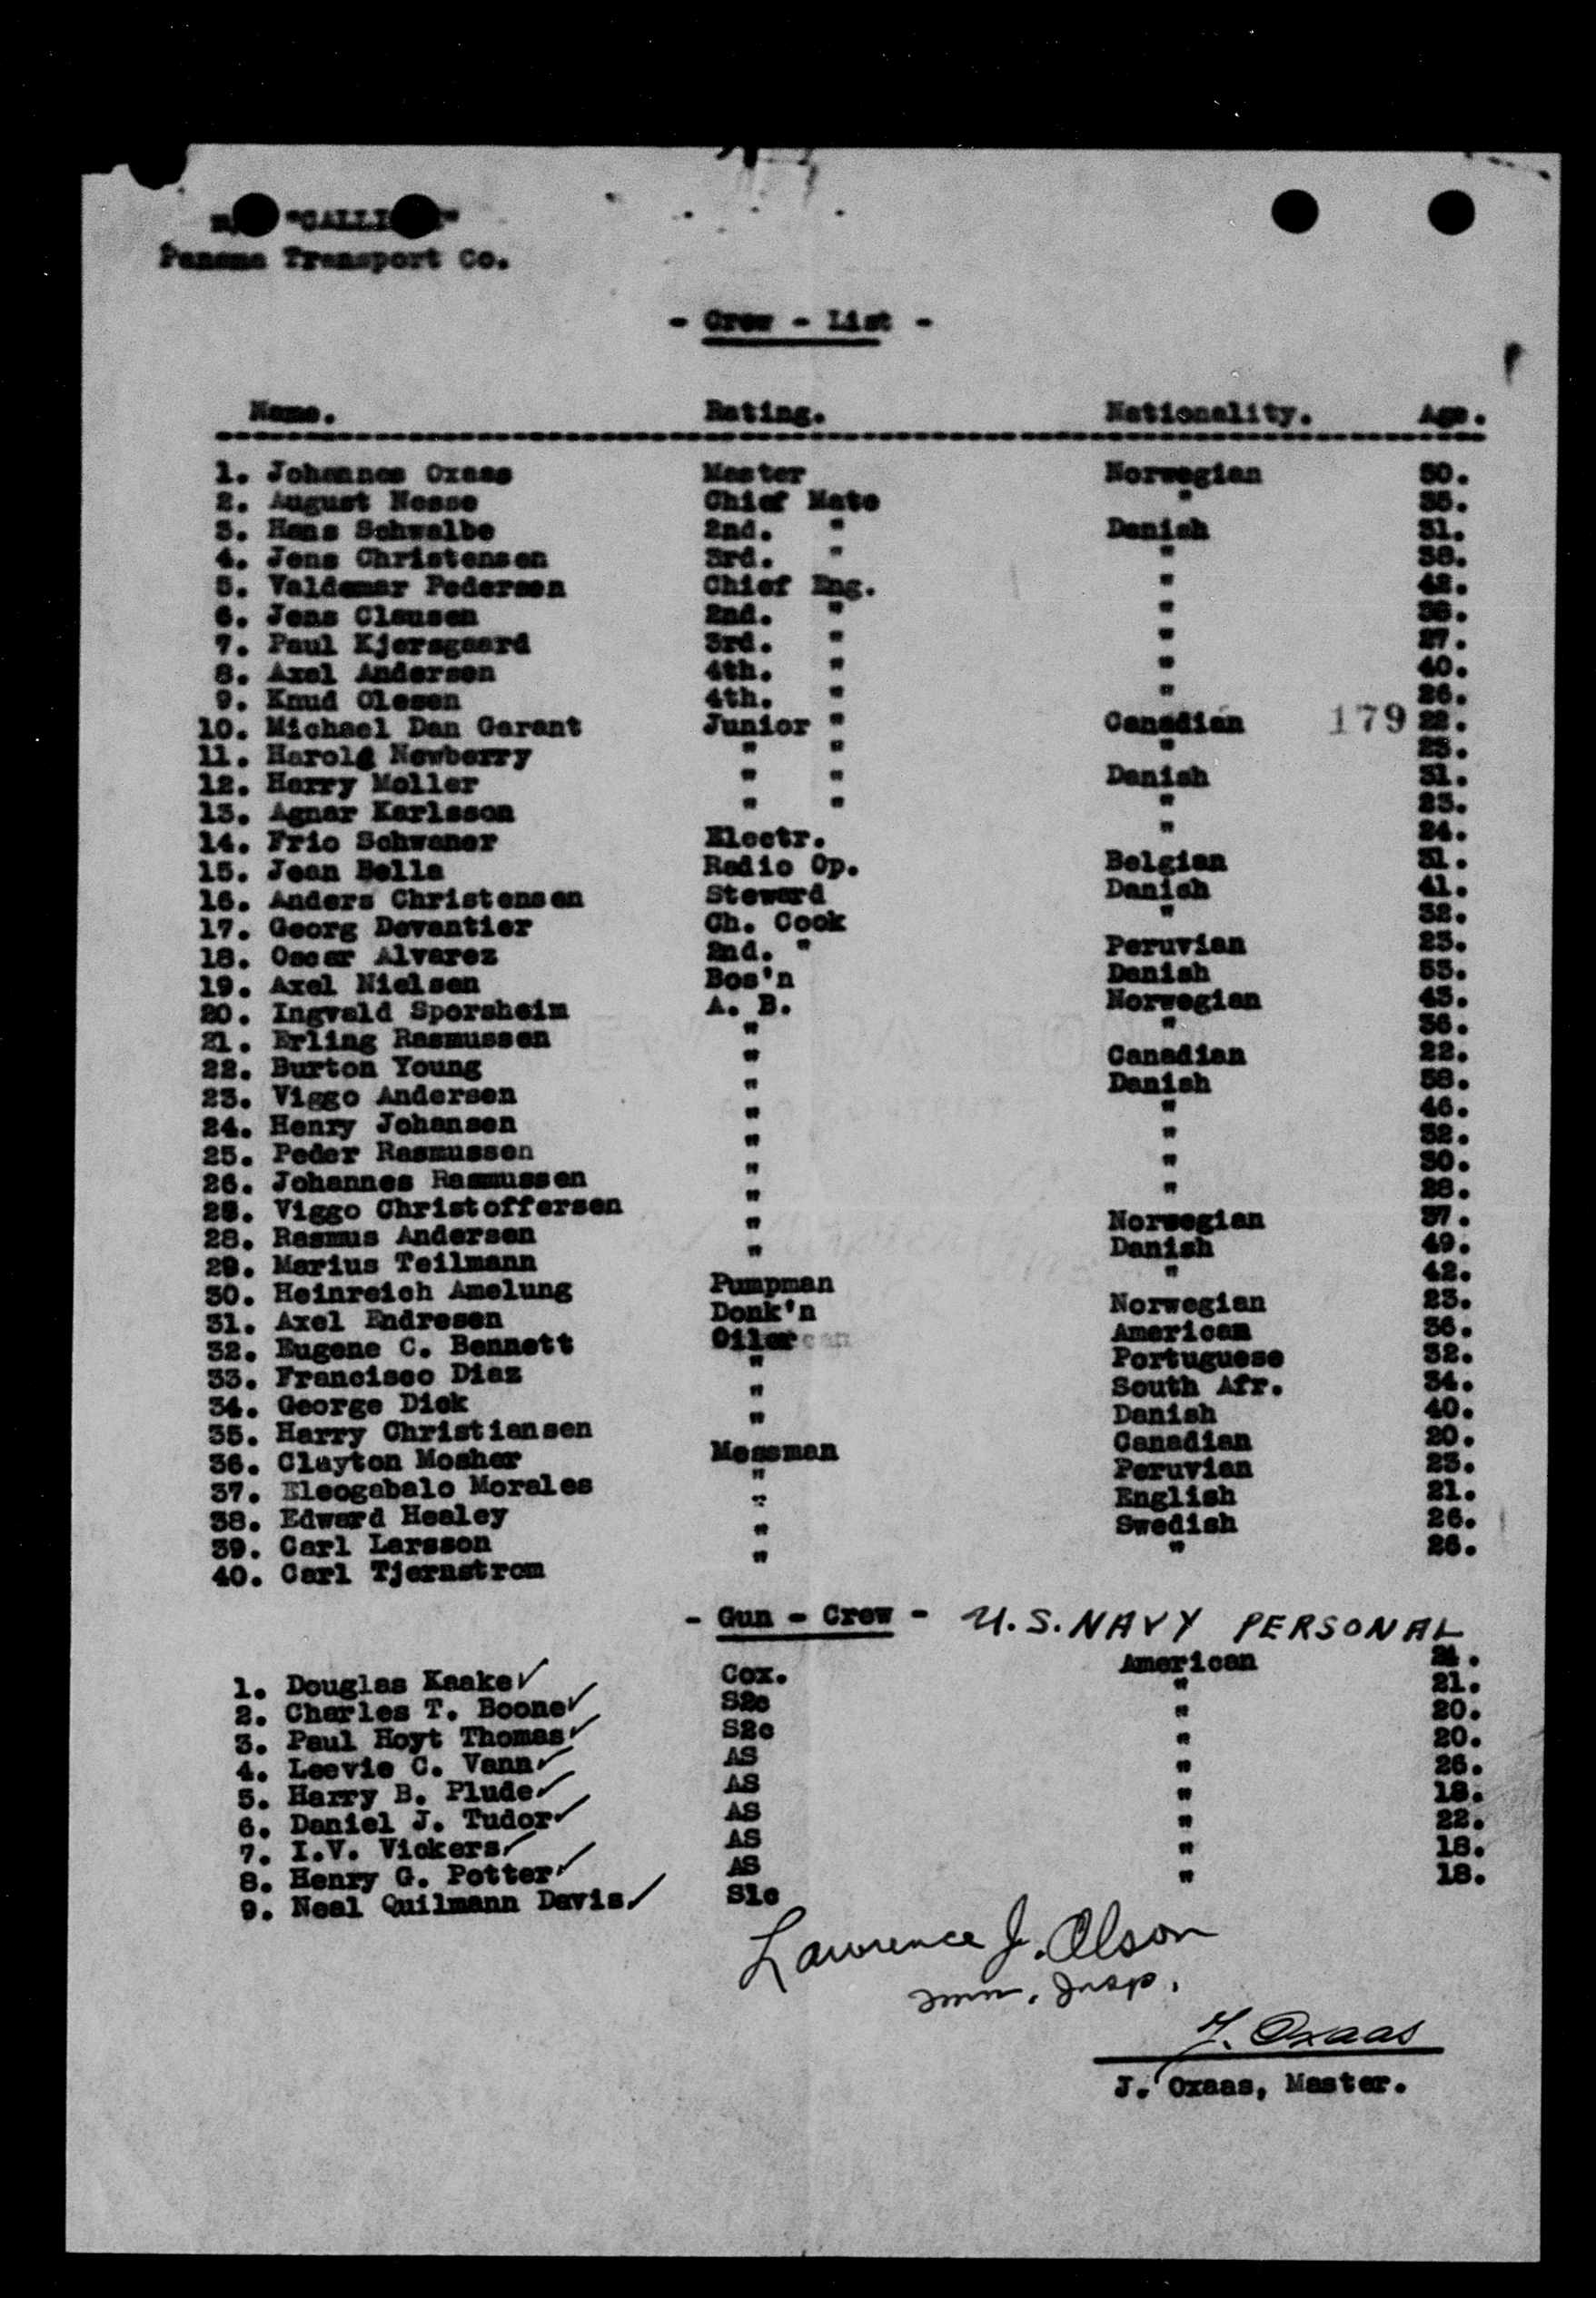 "CALLI
Panama Transport Co.
- Crew - List -
Name. Rating. Nationality. Age.
1. Johannes Oxaas Master Norwegian 50.
2. August Nesse Chief Mate " 35.
3. Hans Schwalbe 2nd. " Danish 31.
4. Jens Christensen 3rd. " " 38.
5. Valdemar Pedersen Chief Eng. " 42.
6. Jens Clausen 2nd. " " 38.
7. Paul Kjersgaard 3rd. " " 27.
8. Axel Andersen 4th. " " 40.
9. Knud Olesen 4th. " " 26.
10. Michael Dan Garant Junior " Canadian 179 22.
11. Harold Newberry " " " 23.
12. Harry Moller " " Danish 31.
13. Agnar Karlsson " " " 23.
14. Fric Schwaner Electr. " 24.
15. Jean Bella Radio Op. Belgian 31.
16. Anders Christensen Steward Danish 41.
17. Georg Devantier Ch. Cook " 32.
18. Oscar Alvarez 2nd. " Peruvian 23.
19. Axel Nielsen Bos'n Danish 53.
20. Ingvald Sporsheim A. B. Norwegian 43.
21. Erling Rasmussen " " 36.
22. Burton Young " Canadian 22.
23. Viggo Andersen " Danish 38.
24. Henry Johansen " " 46.
25. Peder Rasmussen " " 32.
26. Johannes Rasmussen " " 30.
27. Viggo Christoffersen " " 28.
28. Rasmus Andersen " Norwegian 37.
29. Marius Teilmann " Danish 49.
30. Heinreich Amelung Pumpman " 42.
31. Axel Endresen Donk'n Norwegian 23.
32. Eugene C. Bennett Oiler American 36.
33. Francisco Diaz " Portuguese 32.
34. George Dick " South Afr. 34.
35. Harry Christiansen " Danish 40.
36. Clayton Mosher Messman Canadian 20.
37. Eleogabalo Morales " Peruvian 23.
38. Edward Healey " English 21.
39. Carl Larsson " Swedish 26.
40. Carl Tjernstrom " " 26.
- Gun - Crew - U.S. NAVY PERSONAL
1. Douglas Kaake ✓ Cox. American 21.
2. Charles T. Boone ✓ S2c " 21.
3. Paul Hoyt Thomas ✓ S2c " 20.
4. Leevie C. Vann ✓ AS " 20.
5. Harry B. Plude ✓ AS " 26.
6. Daniel J. Tudor ✓ AS " 18.
7. I.V. Vickers ✓ AS " 22.
8. Henry G. Potter ✓ AS " 18.
9. Neal Quilmann Davis ✓ S1c " 18.
Lawrence J. Olson
Imm. Insp.
J. Oxaas
J. Oxaas, Master.